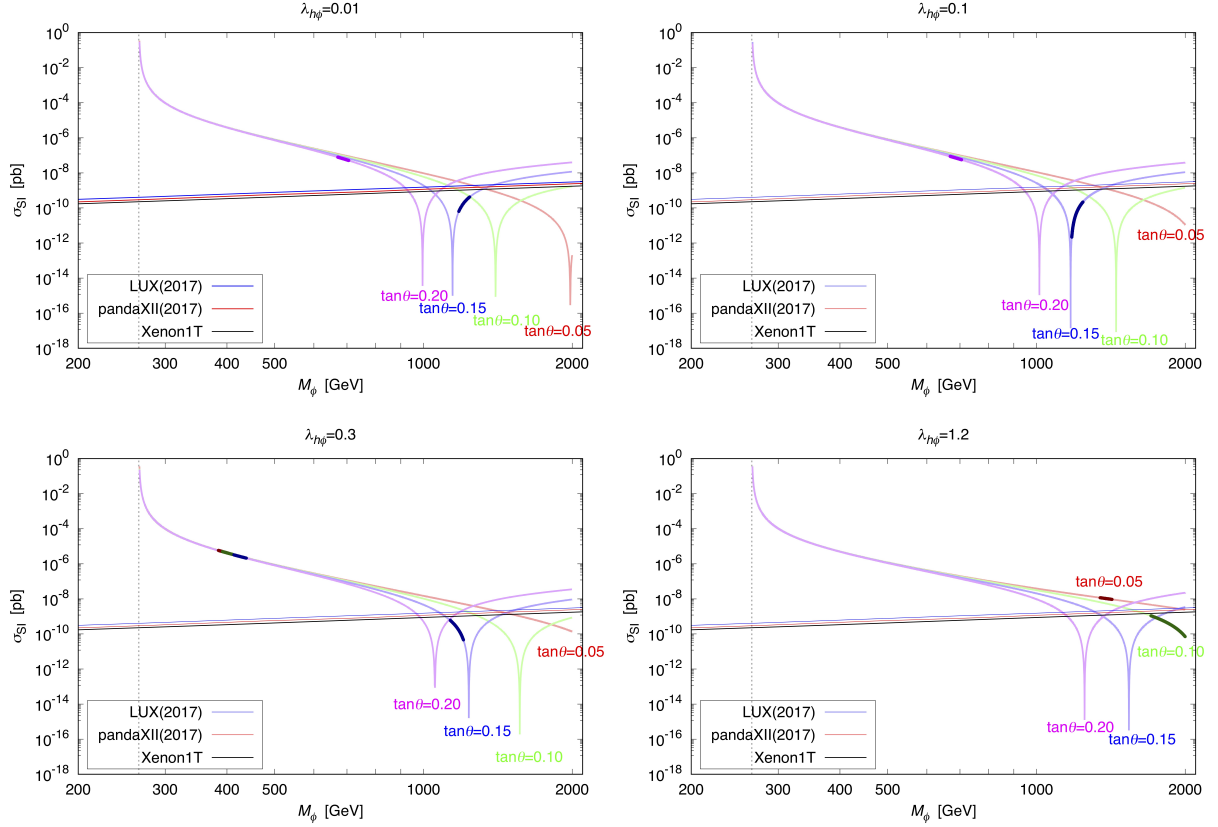 λhϕ=0.01
σSI [pb]
10^0
10^-2
10^-4
10^-6
10^-8
10^-10
10^-12
10^-14
10^-16
10^-18
tanθ=0.20
tanθ=0.15
tanθ=0.10
tanθ=0.05
LUX(2017)
pandaXII(2017)
Xenon1T
200 300 400 500 1000 2000
Mϕ [GeV]
λhϕ=0.1
σSI [pb]
10^0
10^-2
10^-4
10^-6
10^-8
10^-10
10^-12
10^-14
10^-16
10^-18
tanθ=0.05
tanθ=0.20
tanθ=0.15
tanθ=0.10
LUX(2017)
pandaXII(2017)
Xenon1T
200 300 400 500 1000 2000
Mϕ [GeV]
λhϕ=0.3
σSI [pb]
10^0
10^-2
10^-4
10^-6
10^-8
10^-10
10^-12
10^-14
10^-16
10^-18
tanθ=0.05
tanθ=0.20
tanθ=0.15
tanθ=0.10
LUX(2017)
pandaXII(2017)
Xenon1T
200 300 400 500 1000 2000
Mϕ [GeV]
λhϕ=1.2
σSI [pb]
10^0
10^-2
10^-4
10^-6
10^-8
10^-10
10^-12
10^-14
10^-16
10^-18
tanθ=0.05
tanθ=0.10
tanθ=0.20
tanθ=0.15
LUX(2017)
pandaXII(2017)
Xenon1T
200 300 400 500 1000 2000
Mϕ [GeV]